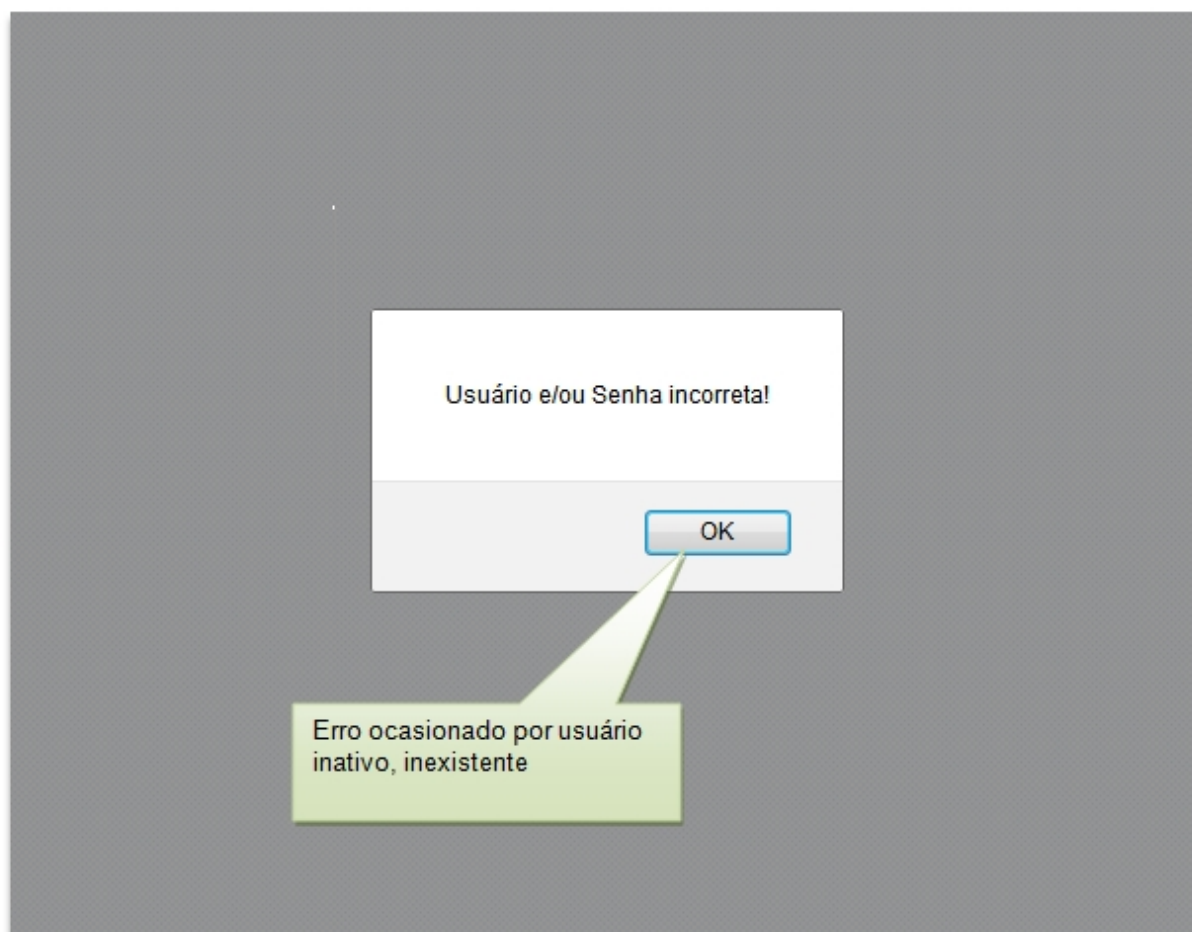 Usuário e/ou Senha incorreta!
OK
Erro ocasionado por usuário
inativo, inexistente